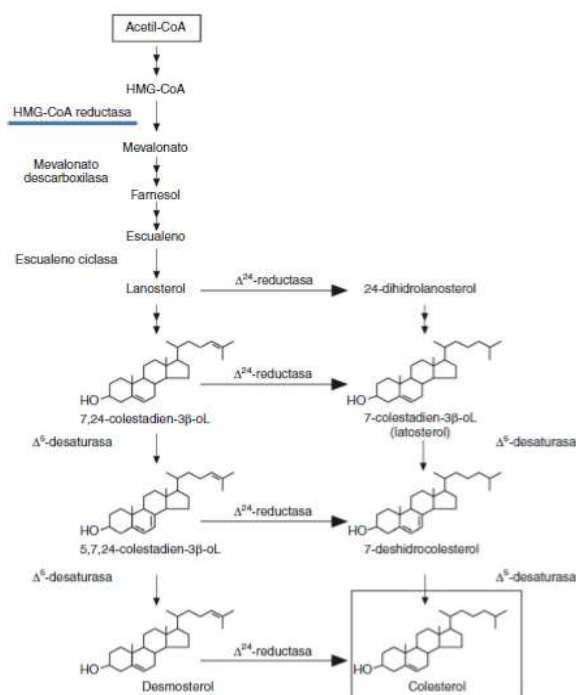 Acetil-CoA
HMG-CoA
HMG-CoA reductasa
Mevalonato
Mevalonato
descarboxilasa
Farnesol
Escualeno
Escualeno ciclasa
Lanosterol
Δ²⁴-reductasa
24-dihidrolanosterol
HO
7,24-colestadien-3β-oL
Δ²⁴-reductasa
HO
7-colestadien-3β-oL
(latosterol)
Δ⁵-desaturasa
Δ⁵-desaturasa
HO
5,7,24-colestadien-3β-oL
Δ²⁴-reductasa
HO
7-deshidrocolesterol
Δ⁵-desaturasa
Δ⁵-desaturasa
HO
Desmosterol
Δ²⁴-reductasa
HO
Colesterol